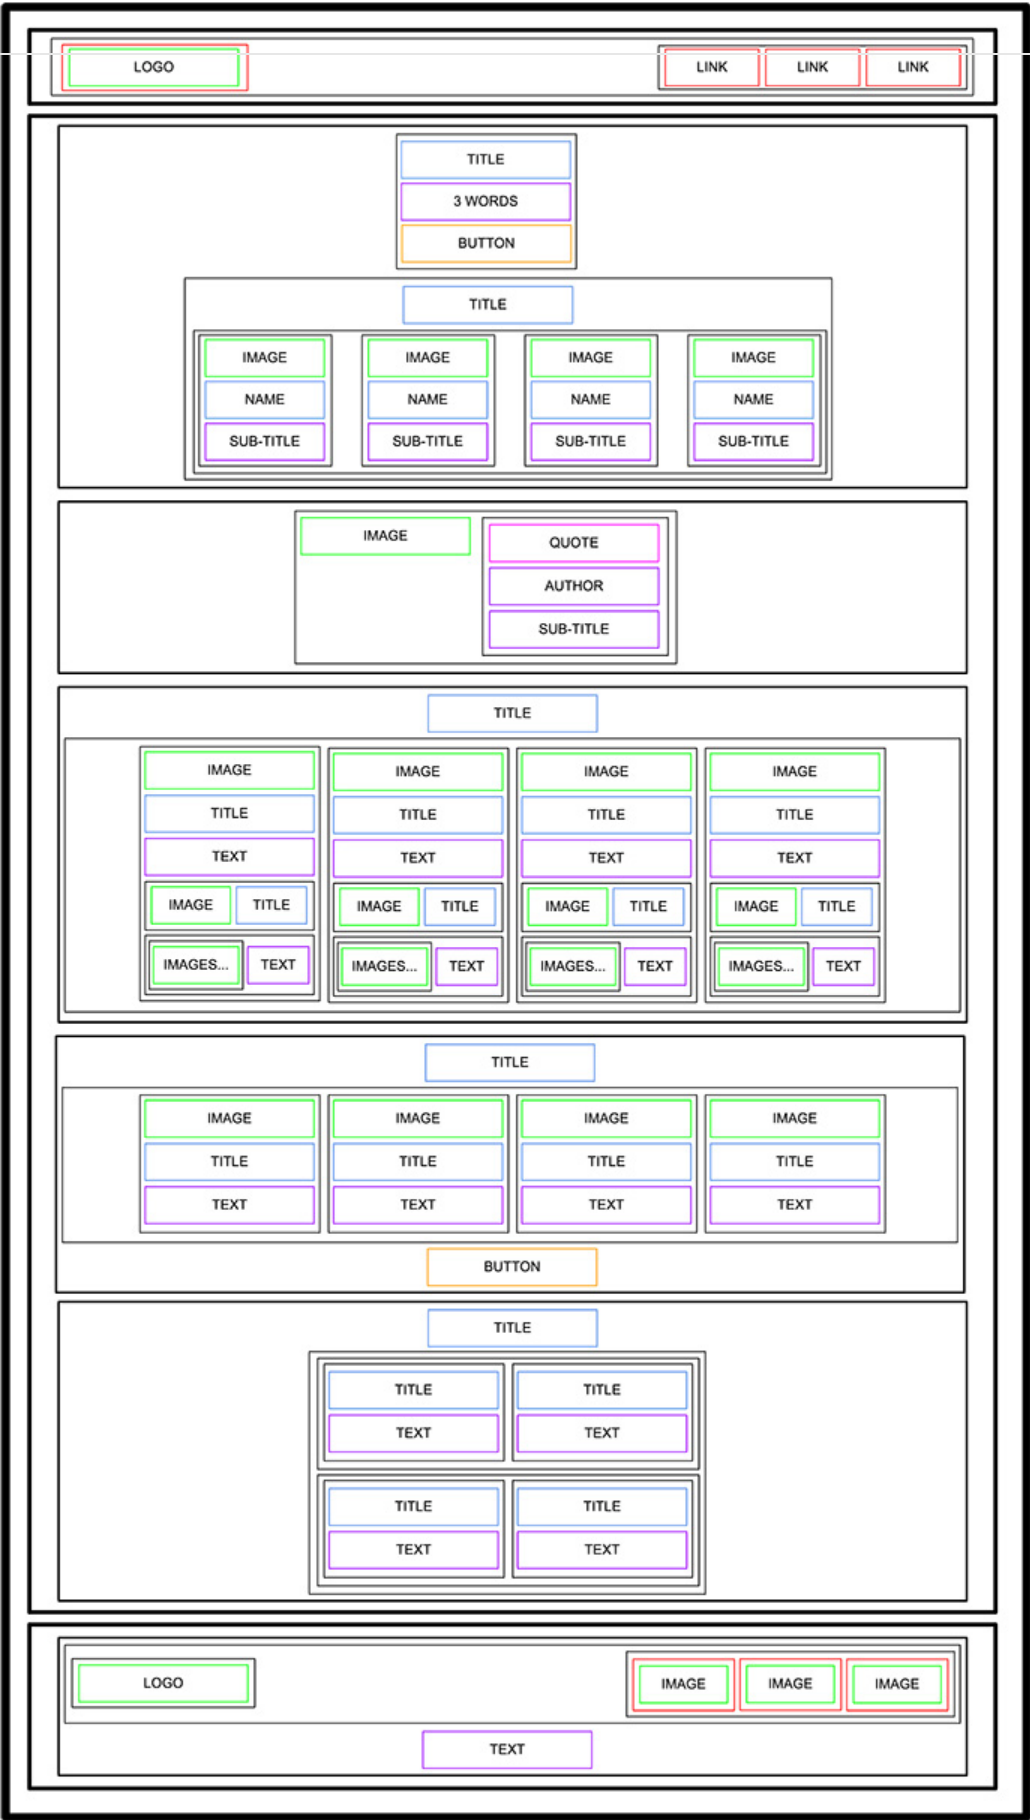 LOGO LINK LINK LINK
TITLE
3 WORDS
BUTTON
TITLE
IMAGE IMAGE IMAGE IMAGE
NAME NAME NAME NAME
SUB-TITLE SUB-TITLE SUB-TITLE SUB-TITLE
IMAGE QUOTE
AUTHOR
SUB-TITLE
TITLE
IMAGE IMAGE IMAGE IMAGE
TITLE TITLE TITLE TITLE
TEXT TEXT TEXT TEXT
IMAGE TITLE IMAGE TITLE IMAGE TITLE IMAGE TITLE
IMAGES... TEXT IMAGES... TEXT IMAGES... TEXT IMAGES... TEXT
TITLE
IMAGE IMAGE IMAGE IMAGE
TITLE TITLE TITLE TITLE
TEXT TEXT TEXT TEXT
BUTTON
TITLE
TITLE TITLE
TEXT TEXT
TITLE TITLE
TEXT TEXT
LOGO IMAGE IMAGE IMAGE
TEXT